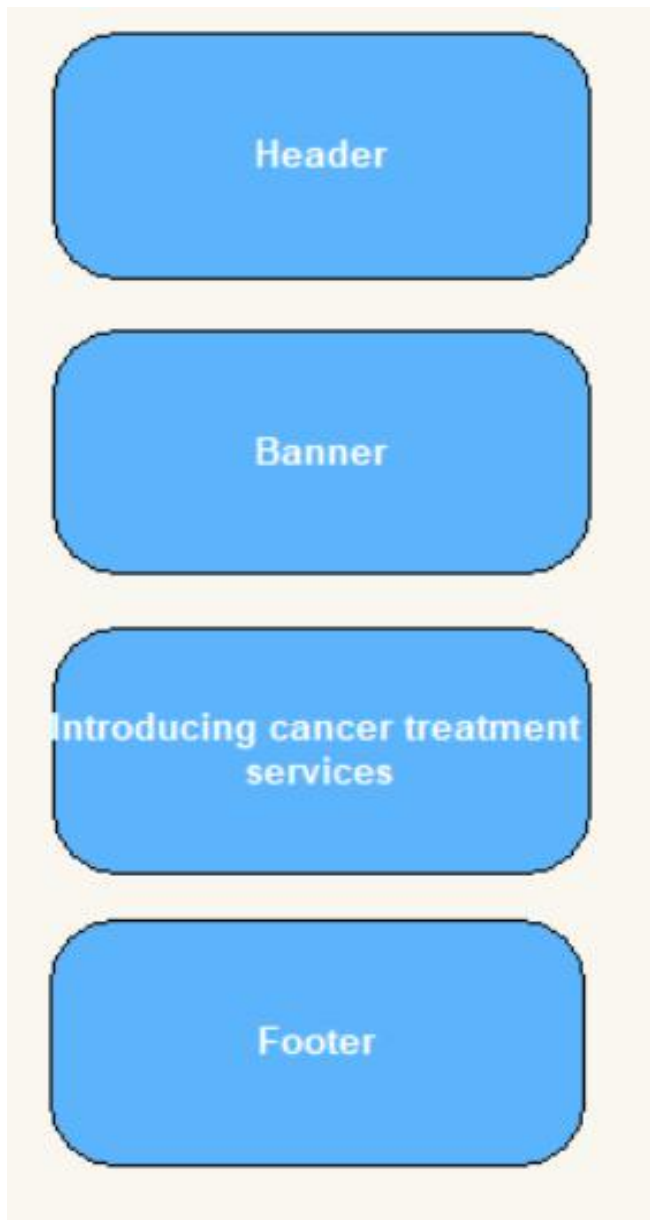 Header
Banner
Introducing cancer treatment
services
Footer